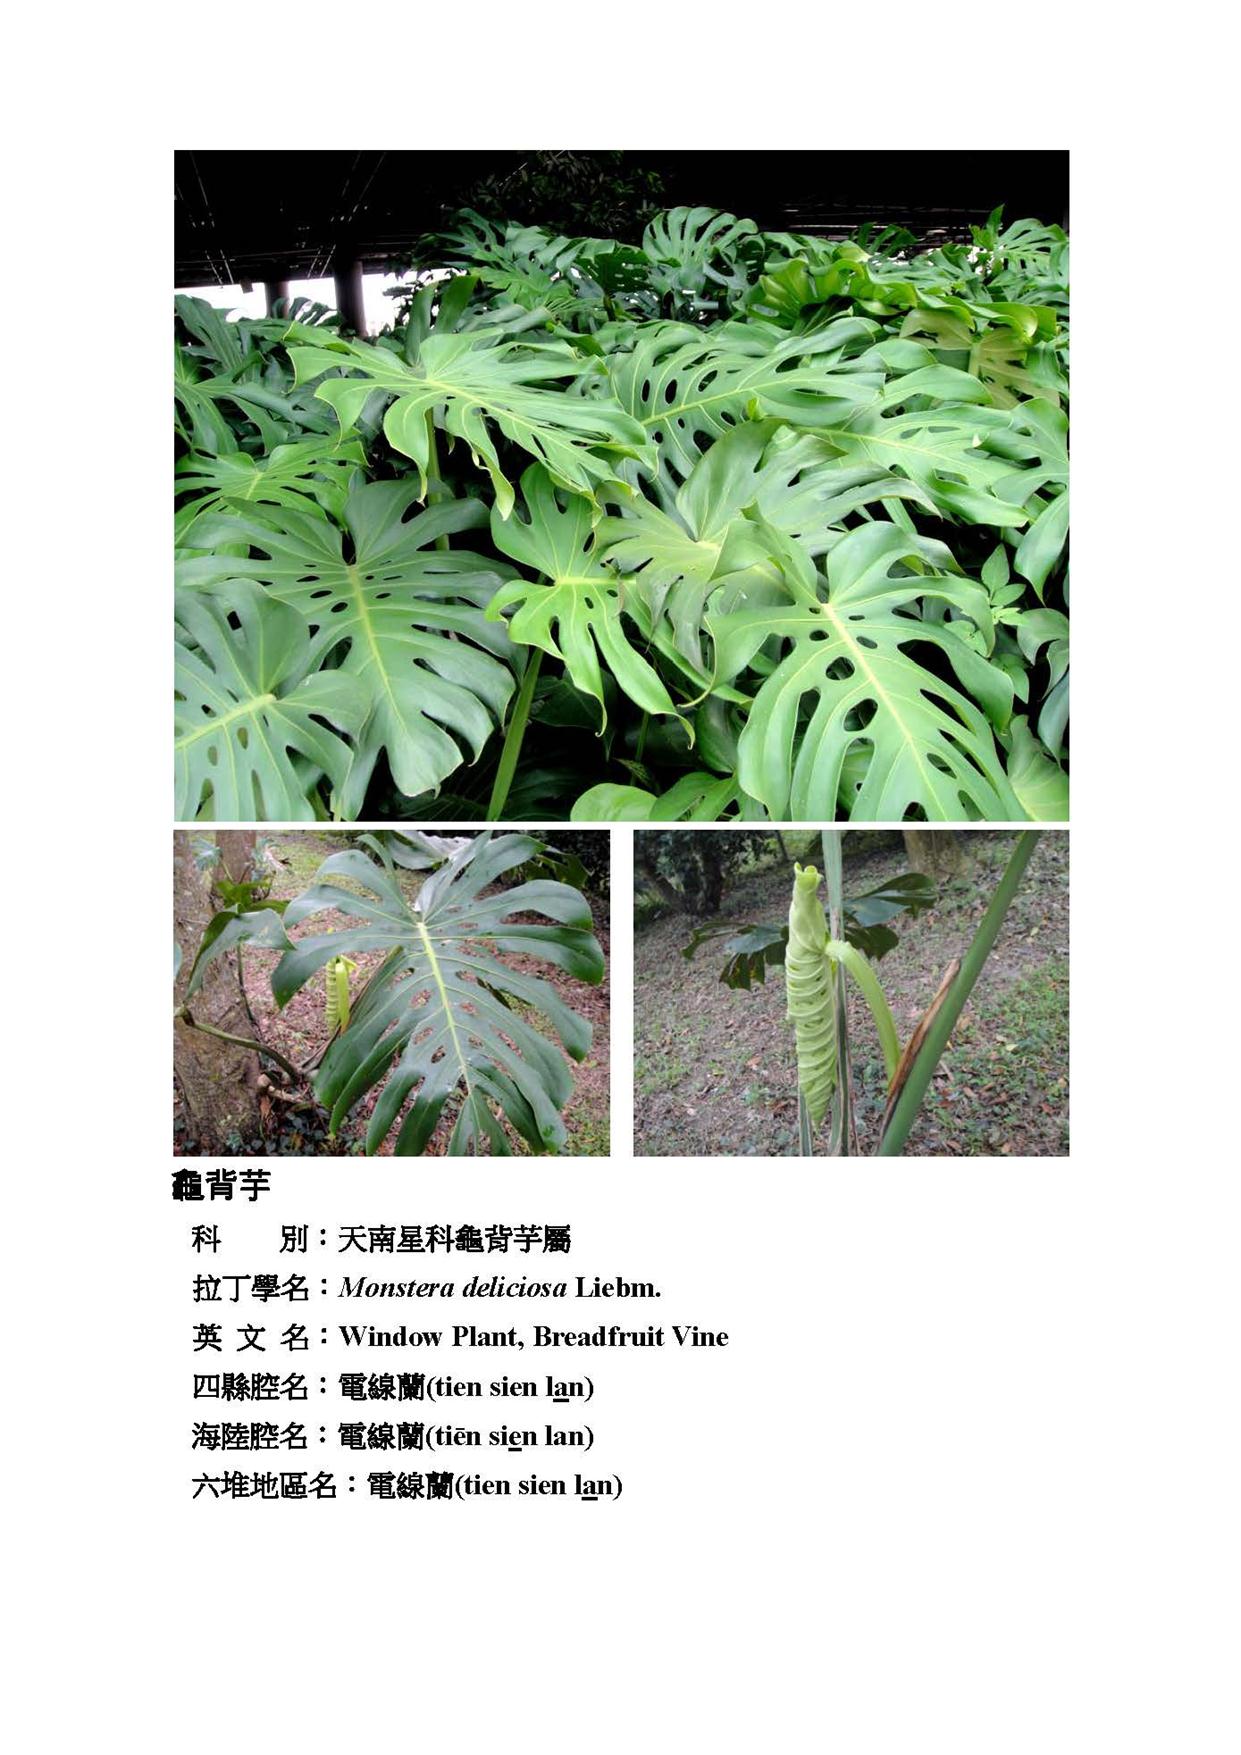 龜背芋
科　　別：天南星科龜背芋屬
拉丁學名：Monstera deliciosa Liebm.
英 文 名：Window Plant, Breadfruit Vine
四縣腔名：電線蘭(tien sien lan)
海陸腔名：電線蘭(tiēn sien lan)
六堆地區名：電線蘭(tien sien lan)